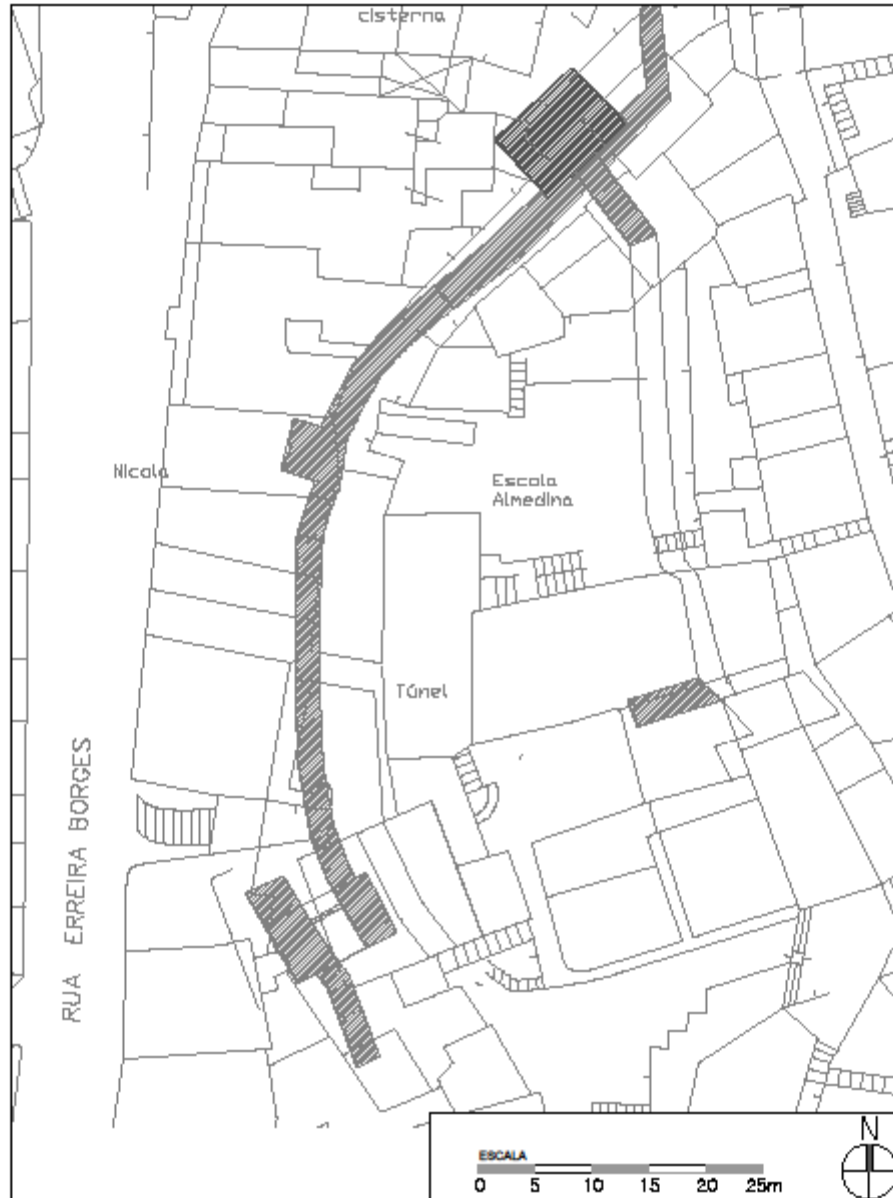 cisterna
Nicola
Escola
Almedina
Túnel
RUA ERREIRA BORGES
N
ESCALA
0 5 10 15 20 25m